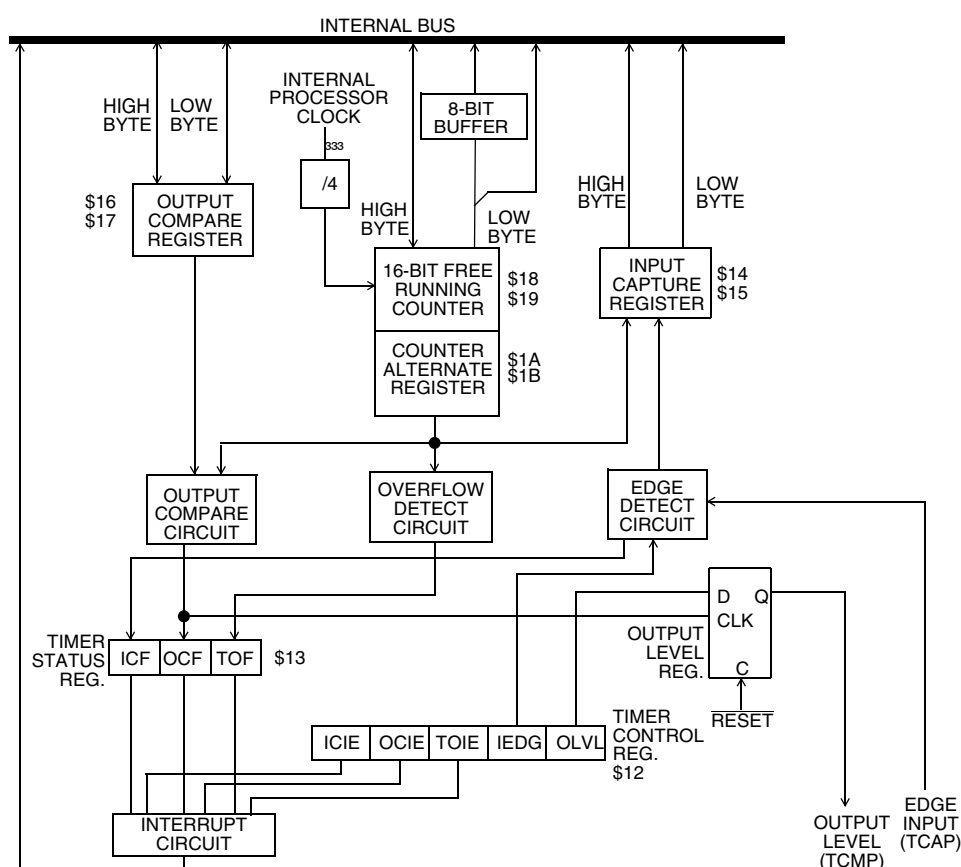 INTERNAL BUS
HIGH
BYTE
LOW
BYTE
INTERNAL
PROCESSOR
CLOCK
333
/4
8-BIT
BUFFER
HIGH
BYTE
LOW
BYTE
HIGH
BYTE
LOW
BYTE
$16
$17
OUTPUT
COMPARE
REGISTER
16-BIT FREE
RUNNING
COUNTER
$18
$19
COUNTER
ALTERNATE
REGISTER
$1A
$1B
INPUT
CAPTURE
REGISTER
$14
$15
OUTPUT
COMPARE
CIRCUIT
OVERFLOW
DETECT
CIRCUIT
EDGE
DETECT
CIRCUIT
D Q
CLK
C
OUTPUT
LEVEL
REG.
RESET
TIMER
STATUS
REG.
ICF OCF TOF $13
ICIE OCIE TOIE IEDG OLVL
TIMER
CONTROL
REG.
$12
INTERRUPT
CIRCUIT
OUTPUT
LEVEL
(TCMP)
EDGE
INPUT
(TCAP)